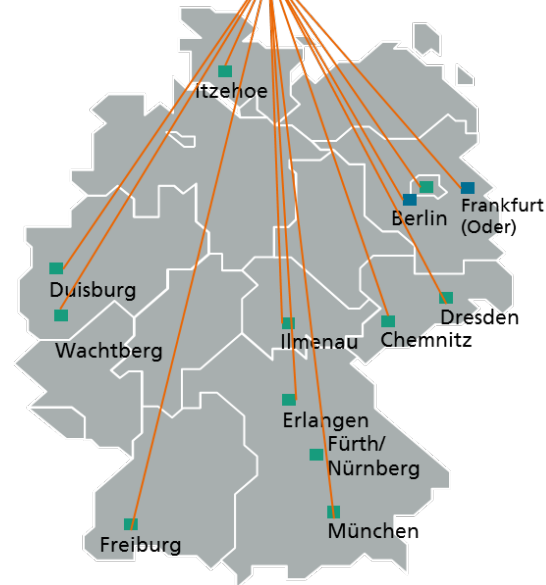 Itzehoe
Berlin
Frankfurt
(Oder)
Duisburg
Wachtberg
Ilmenau
Dresden
Chemnitz
Erlangen
Fürth/
Nürnberg
München
Freiburg